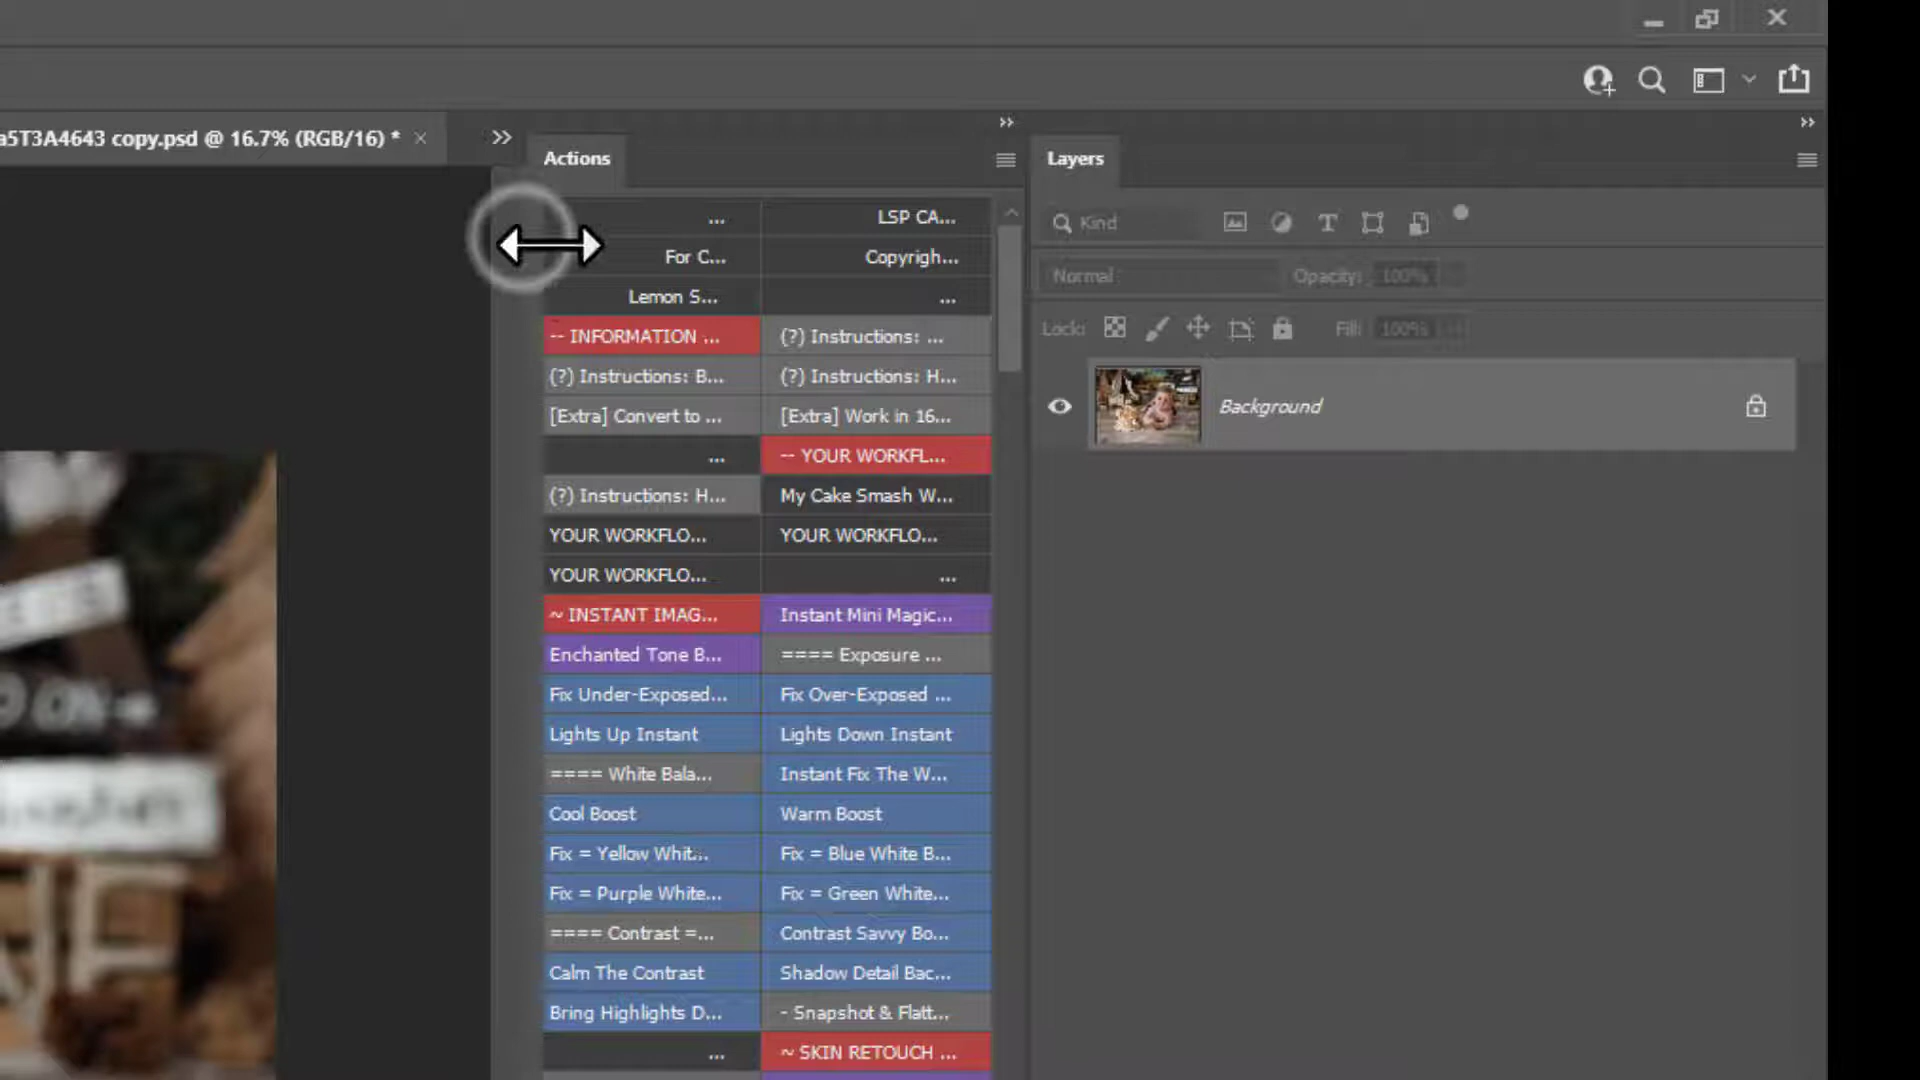 a5T3A4643 copy.psd @ 16.7% (RGB/16) *
Actions
Layers
... LSP CA...
For C... Copyrigh...
Lemon S... ...
-- INFORMATION ... (?) Instructions: ...
(?) Instructions: B... (?) Instructions: H...
[Extra] Convert to ... [Extra] Work in 16...
... -- YOUR WORKFL...
(?) Instructions: H... My Cake Smash W...
YOUR WORKFLO... YOUR WORKFLO...
YOUR WORKFLO... ...
~ INSTANT IMAG... Instant Mini Magic...
Enchanted Tone B... ==== Exposure ...
Fix Under-Exposed... Fix Over-Exposed ...
Lights Up Instant Lights Down Instant
==== White Bala... Instant Fix The W...
Cool Boost Warm Boost
Fix = Yellow Whit... Fix = Blue White B...
Fix = Purple White... Fix = Green White...
==== Contrast =... Contrast Savvy Bo...
Calm The Contrast Shadow Detail Bac...
Bring Highlights D... - Snapshot & Flatt...
... ~ SKIN RETOUCH ...
Kind
Normal Opacity: 100%
Lock: Fill: 100%
Background